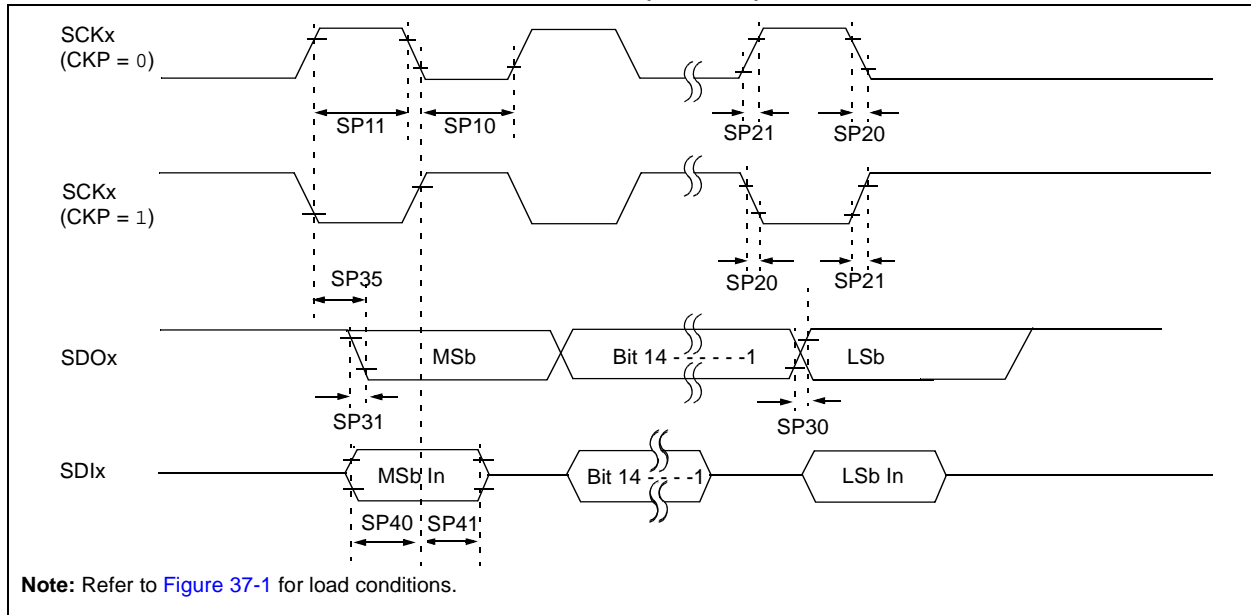 SCKx
(CKP = 0)
SP11
SP10
SP21
SP20
SCKx
(CKP = 1)
SP35
SP20
SP21
SDOx
MSb
Bit 14 - - - - - -1
LSb
SP31
SP30
SDIx
MSb In
Bit 14 - - - - -1
LSb In
SP40
SP41
Note: Refer to Figure 37-1 for load conditions.